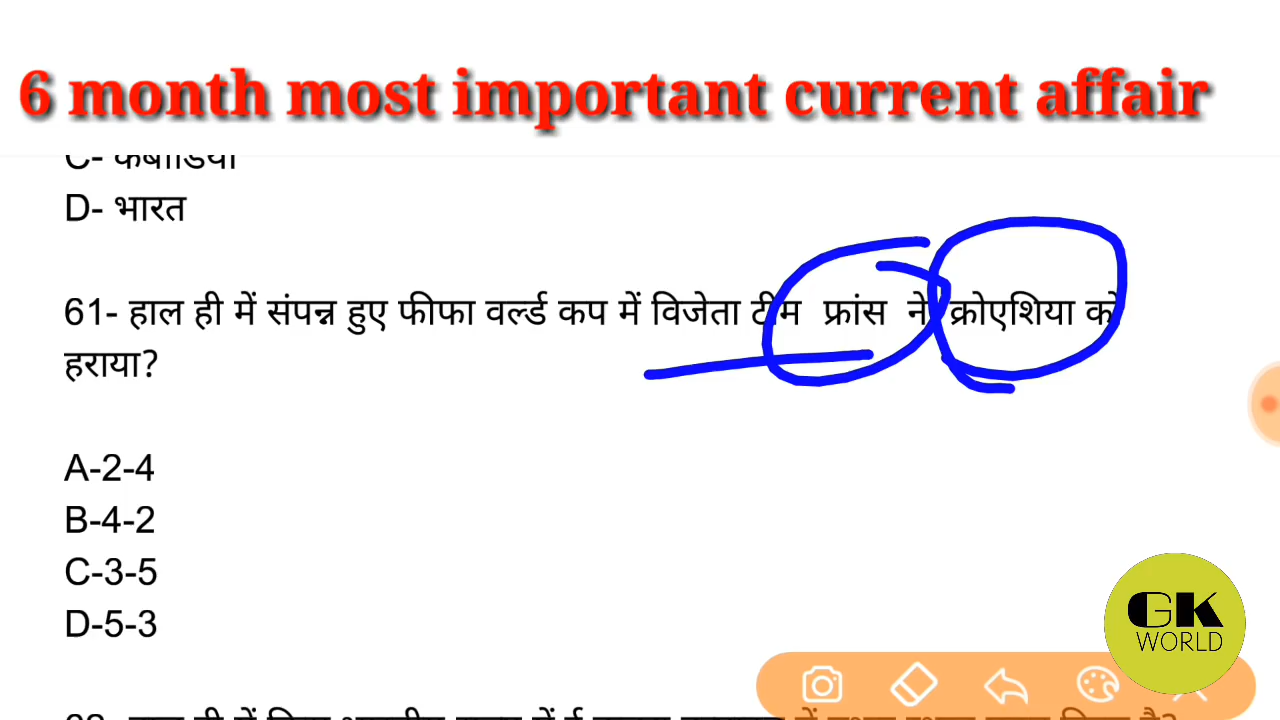 6 month most important current affair
C- कंबोडिया
D- भारत
61- हाल ही में संपन्न हुए फीफा वर्ल्ड कप में विजेता टीम फ्रांस ने क्रोएशिया को
हराया?
A-2-4
B-4-2
C-3-5
D-5-3
GK
WORLD